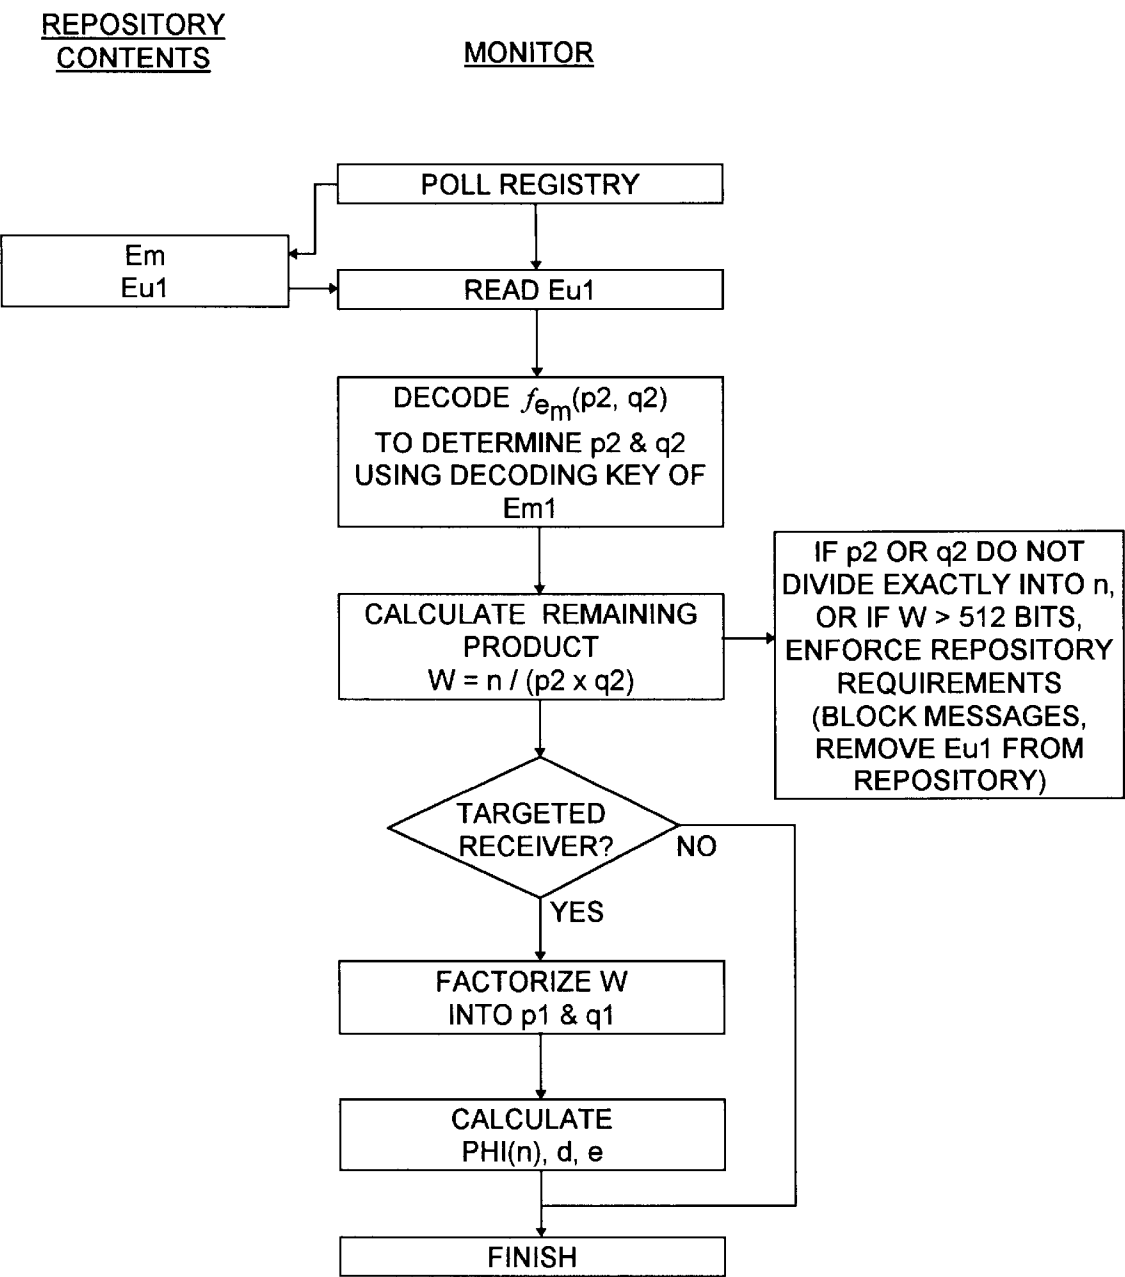 REPOSITORY
CONTENTS
MONITOR
POLL REGISTRY
Em
Eu1
READ Eu1
DECODE fem(p2, q2)
TO DETERMINE p2 & q2
USING DECODING KEY OF
Em1
CALCULATE REMAINING
PRODUCT
W = n / (p2 x q2)
IF p2 OR q2 DO NOT
DIVIDE EXACTLY INTO n,
OR IF W > 512 BITS,
ENFORCE REPOSITORY
REQUIREMENTS
(BLOCK MESSAGES,
REMOVE Eu1 FROM
REPOSITORY)
TARGETED
RECEIVER?
NO
YES
FACTORIZE W
INTO p1 & q1
CALCULATE
PHI(n), d, e
FINISH